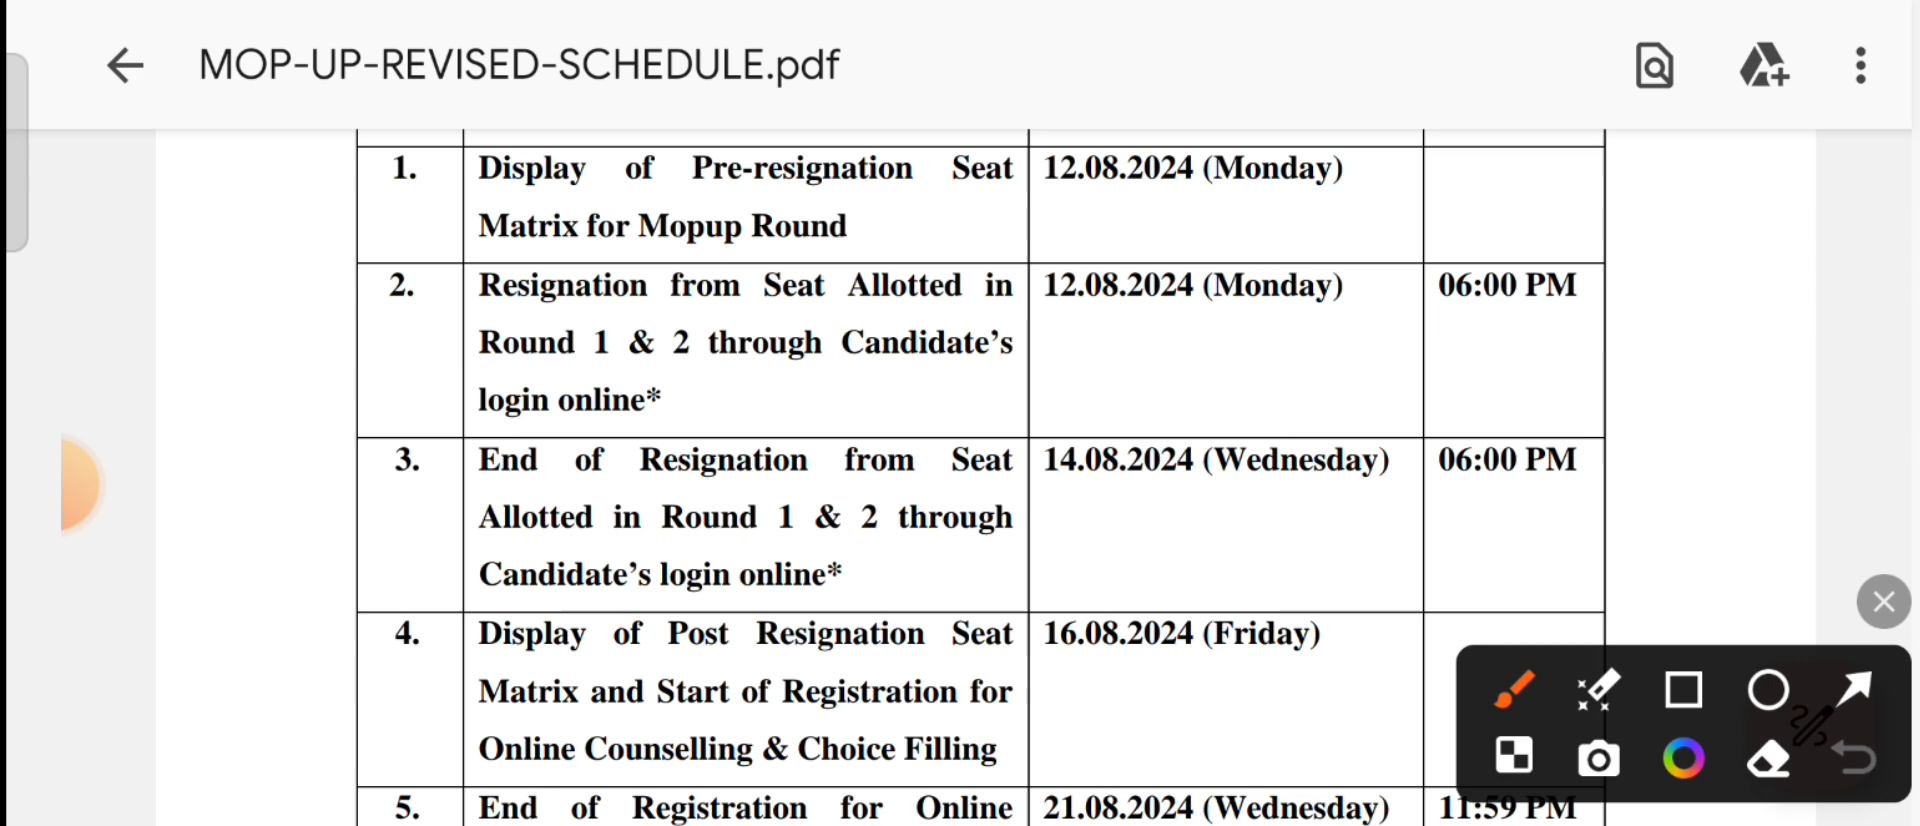 MOP-UP-REVISED-SCHEDULE.pdf
1. Display of Pre-resignation Seat 12.08.2024 (Monday)
Matrix for Mopup Round
2. Resignation from Seat Allotted in 12.08.2024 (Monday) 06:00 PM
Round 1 & 2 through Candidate's
login online*
3. End of Resignation from Seat 14.08.2024 (Wednesday) 06:00 PM
Allotted in Round 1 & 2 through
Candidate's login online*
4. Display of Post Resignation Seat 16.08.2024 (Friday)
Matrix and Start of Registration for
Online Counselling & Choice Filling
5. End of Registration for Online 21.08.2024 (Wednesday) 11:59 PM